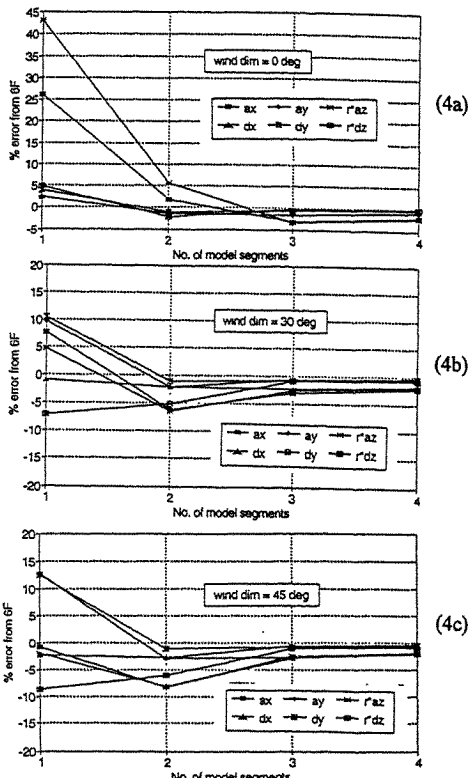 45
40
35
30
25
20
15
10
5
0
-5
% error from 6F
wind dirn = 0 deg
ax ay r*az
dx dy r*dz
1 2 3 4
No. of model segments
(4a)
20
15
10
5
0
-5
-10
-15
-20
% error from 6F
wind dirn = 30 deg
ax ay r*az
dx dy r*dz
1 2 3 4
No. of model segments
(4b)
20
15
10
5
0
-5
-10
-15
-20
% error from 6F
wind dirn = 45 deg
ax ay r*az
dx dy r*dz
1 2 3 4
No. of model segments
(4c)